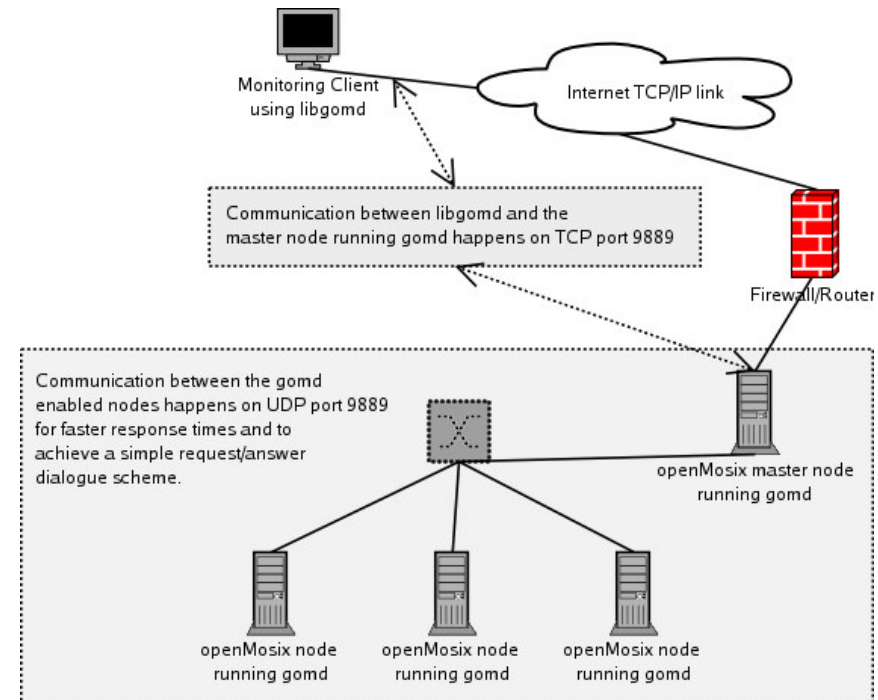 Monitoring Client
using libgomd
Internet TCP/IP link
Communication between libgomd and the
master node running gomd happens on TCP port 9889
Firewall/Router
Communication between the gomd
enabled nodes happens on UDP port 9889
for faster response times and to
achieve a simple request/answer
dialogue scheme.
openMosix master node
running gomd
openMosix node
running gomd
openMosix node
running gomd
openMosix node
running gomd